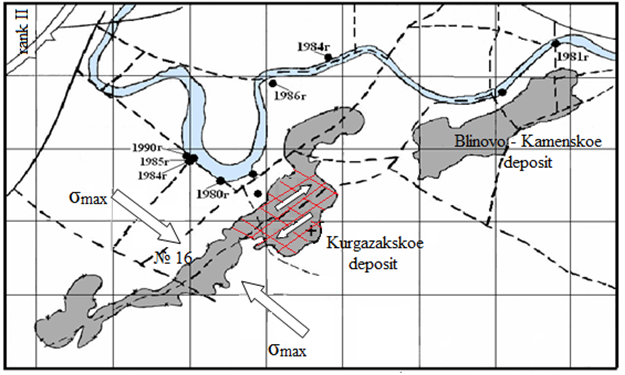 rank II
1984г
1981г
1986г
Blinovo - Kamenskoe
deposit
1990г
1985г
1984г
1980г
σmax
№ 16
Kurgazakskoe
deposit
σmax